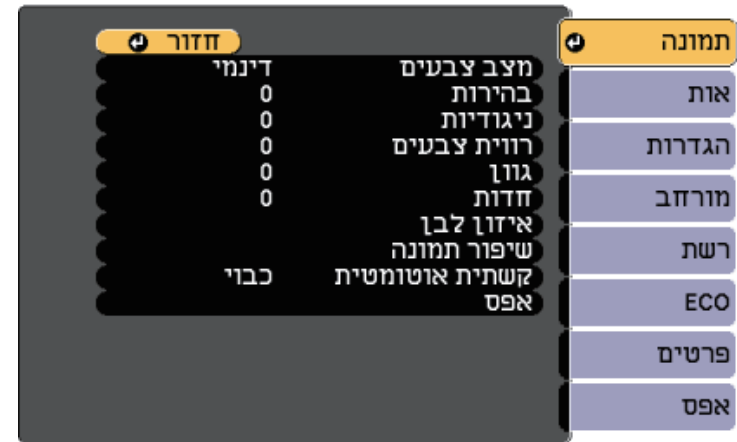 תמונה
אות
הגדרות
מורחב
רשת
ECO
פרטים
אפס
חזור
מצב צבעים דינמי
בהירות 0
ניגודיות 0
רווית צבעים 0
גוון 0
חדות 0
איזון לבן
שיפור תמונה
קשתית אוטומטית כבוי
אפס